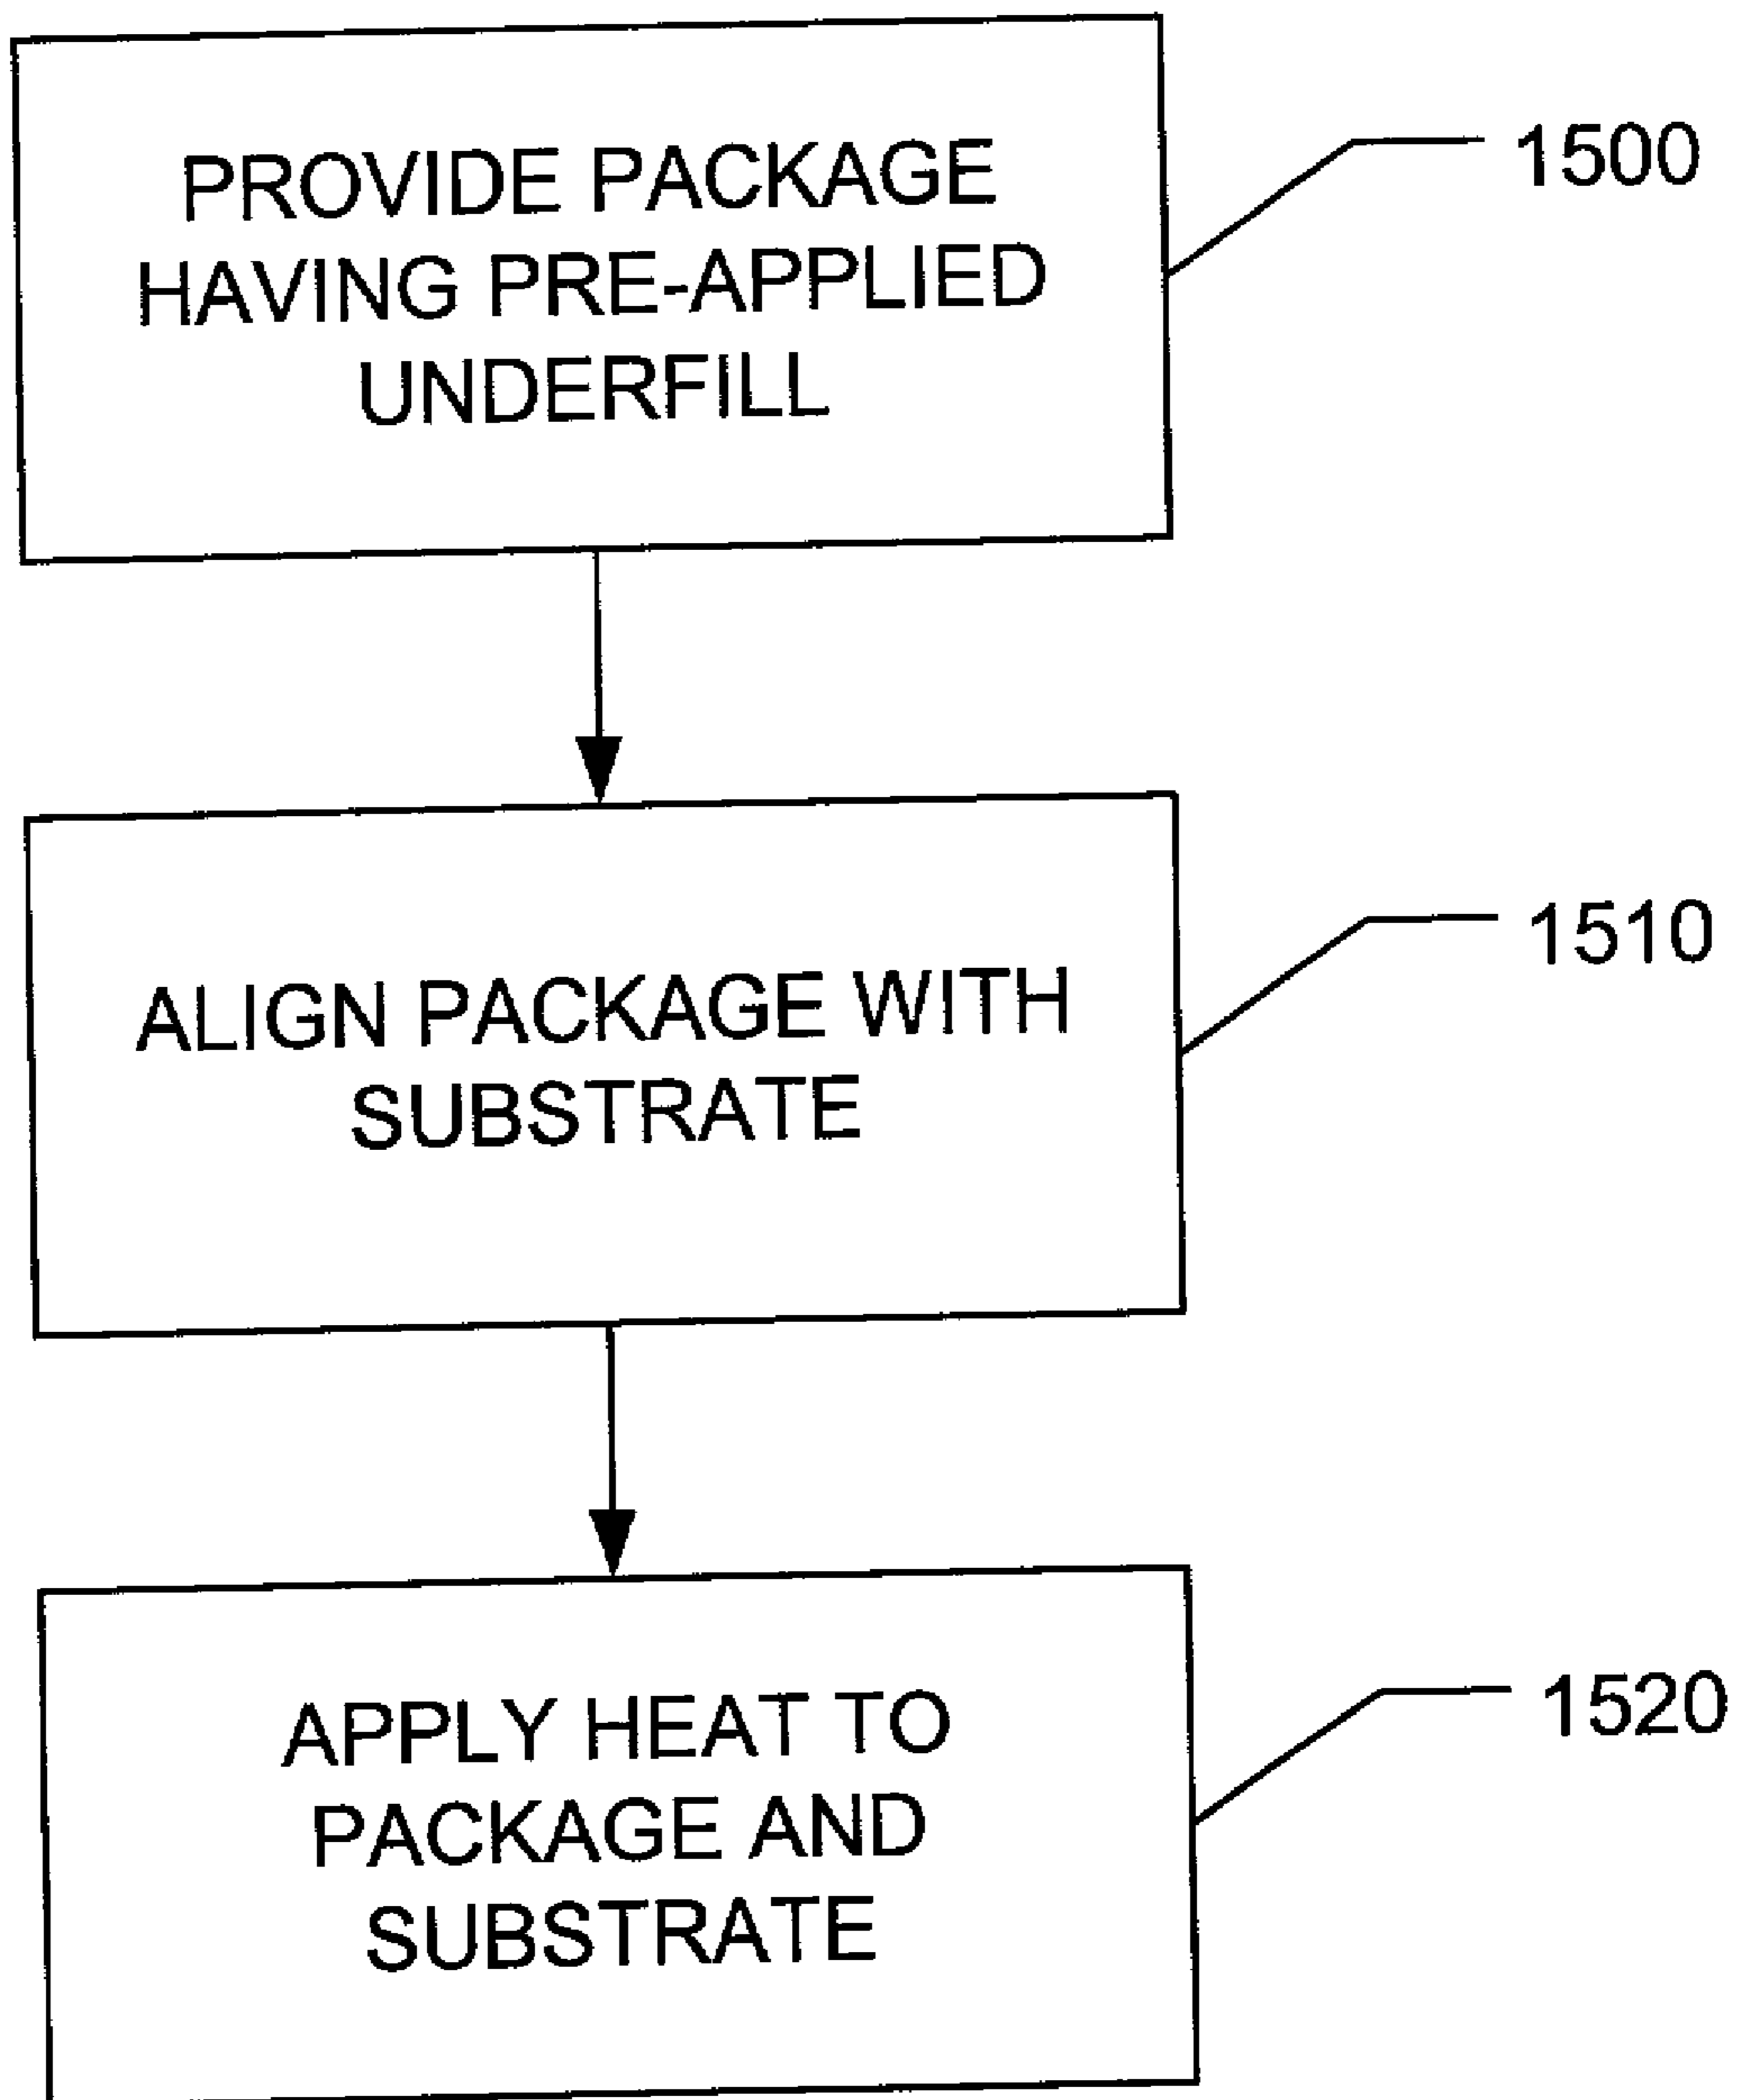 PROVIDE PACKAGE
HAVING PRE-APPLIED
UNDERFILL
1500
ALIGN PACKAGE WITH
SUBSTRATE
1510
APPLY HEAT TO
PACKAGE AND
SUBSTRATE
1520